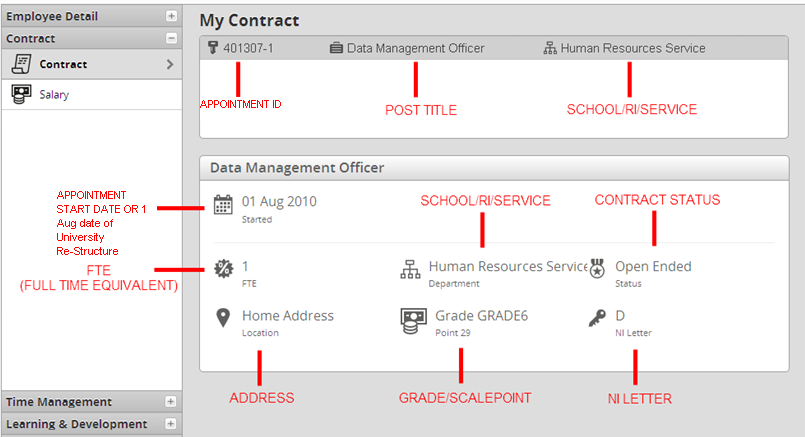 Employee Detail
Contract
Contract
Salary
My Contract
401307-1 Data Management Officer Human Resources Service
APPOINTMENT ID POST TITLE SCHOOL/RI/SERVICE
Data Management Officer
APPOINTMENT
START DATE OR 1
Aug date of
University
Re-Structure
01 Aug 2010
Started
SCHOOL/RI/SERVICE CONTRACT STATUS
FTE
(FULL TIME EQUIVALENT)
1 Human Resources Service Open Ended
FTE Department Status
Home Address Grade GRADE6 D
Location Point 29 NI Letter
ADDRESS GRADE/SCALEPOINT NI LETTER
Time Management
Learning & Development